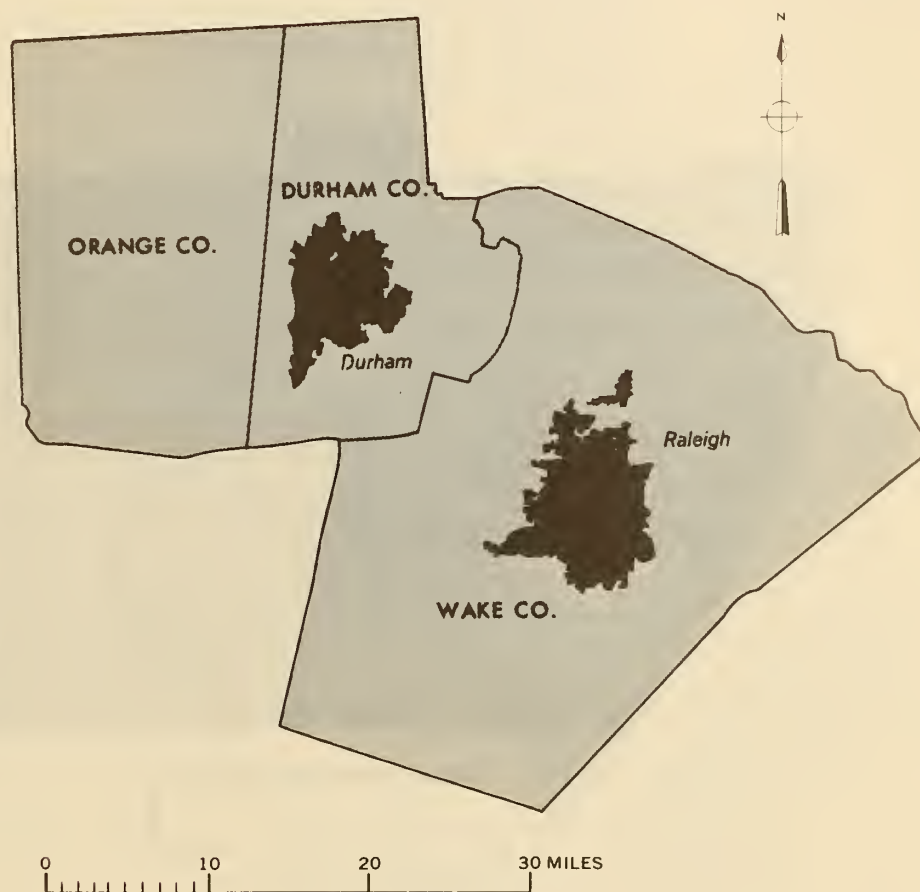 N
DURHAM CO.
ORANGE CO.
Durham
Raleigh
WAKE CO.
0 10 20 30 MILES